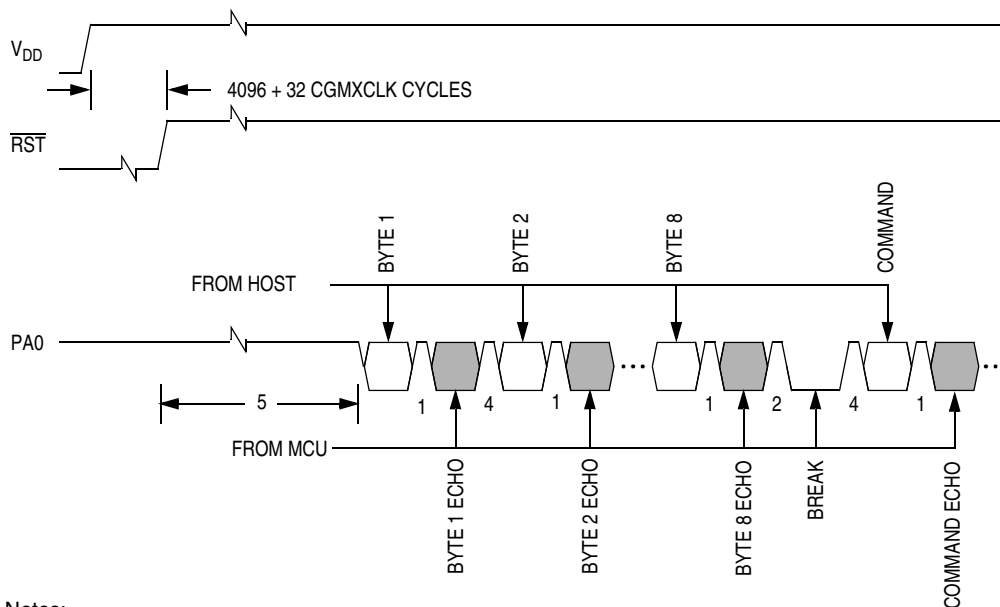 VDD
4096 + 32 CGMXCLK CYCLES
RST
BYTE 1
BYTE 2
BYTE 8
COMMAND
FROM HOST
PA0
...
...
5
1
4
1
1
2
4
1
FROM MCU
BYTE 1 ECHO
BYTE 2 ECHO
BYTE 8 ECHO
BREAK
COMMAND ECHO